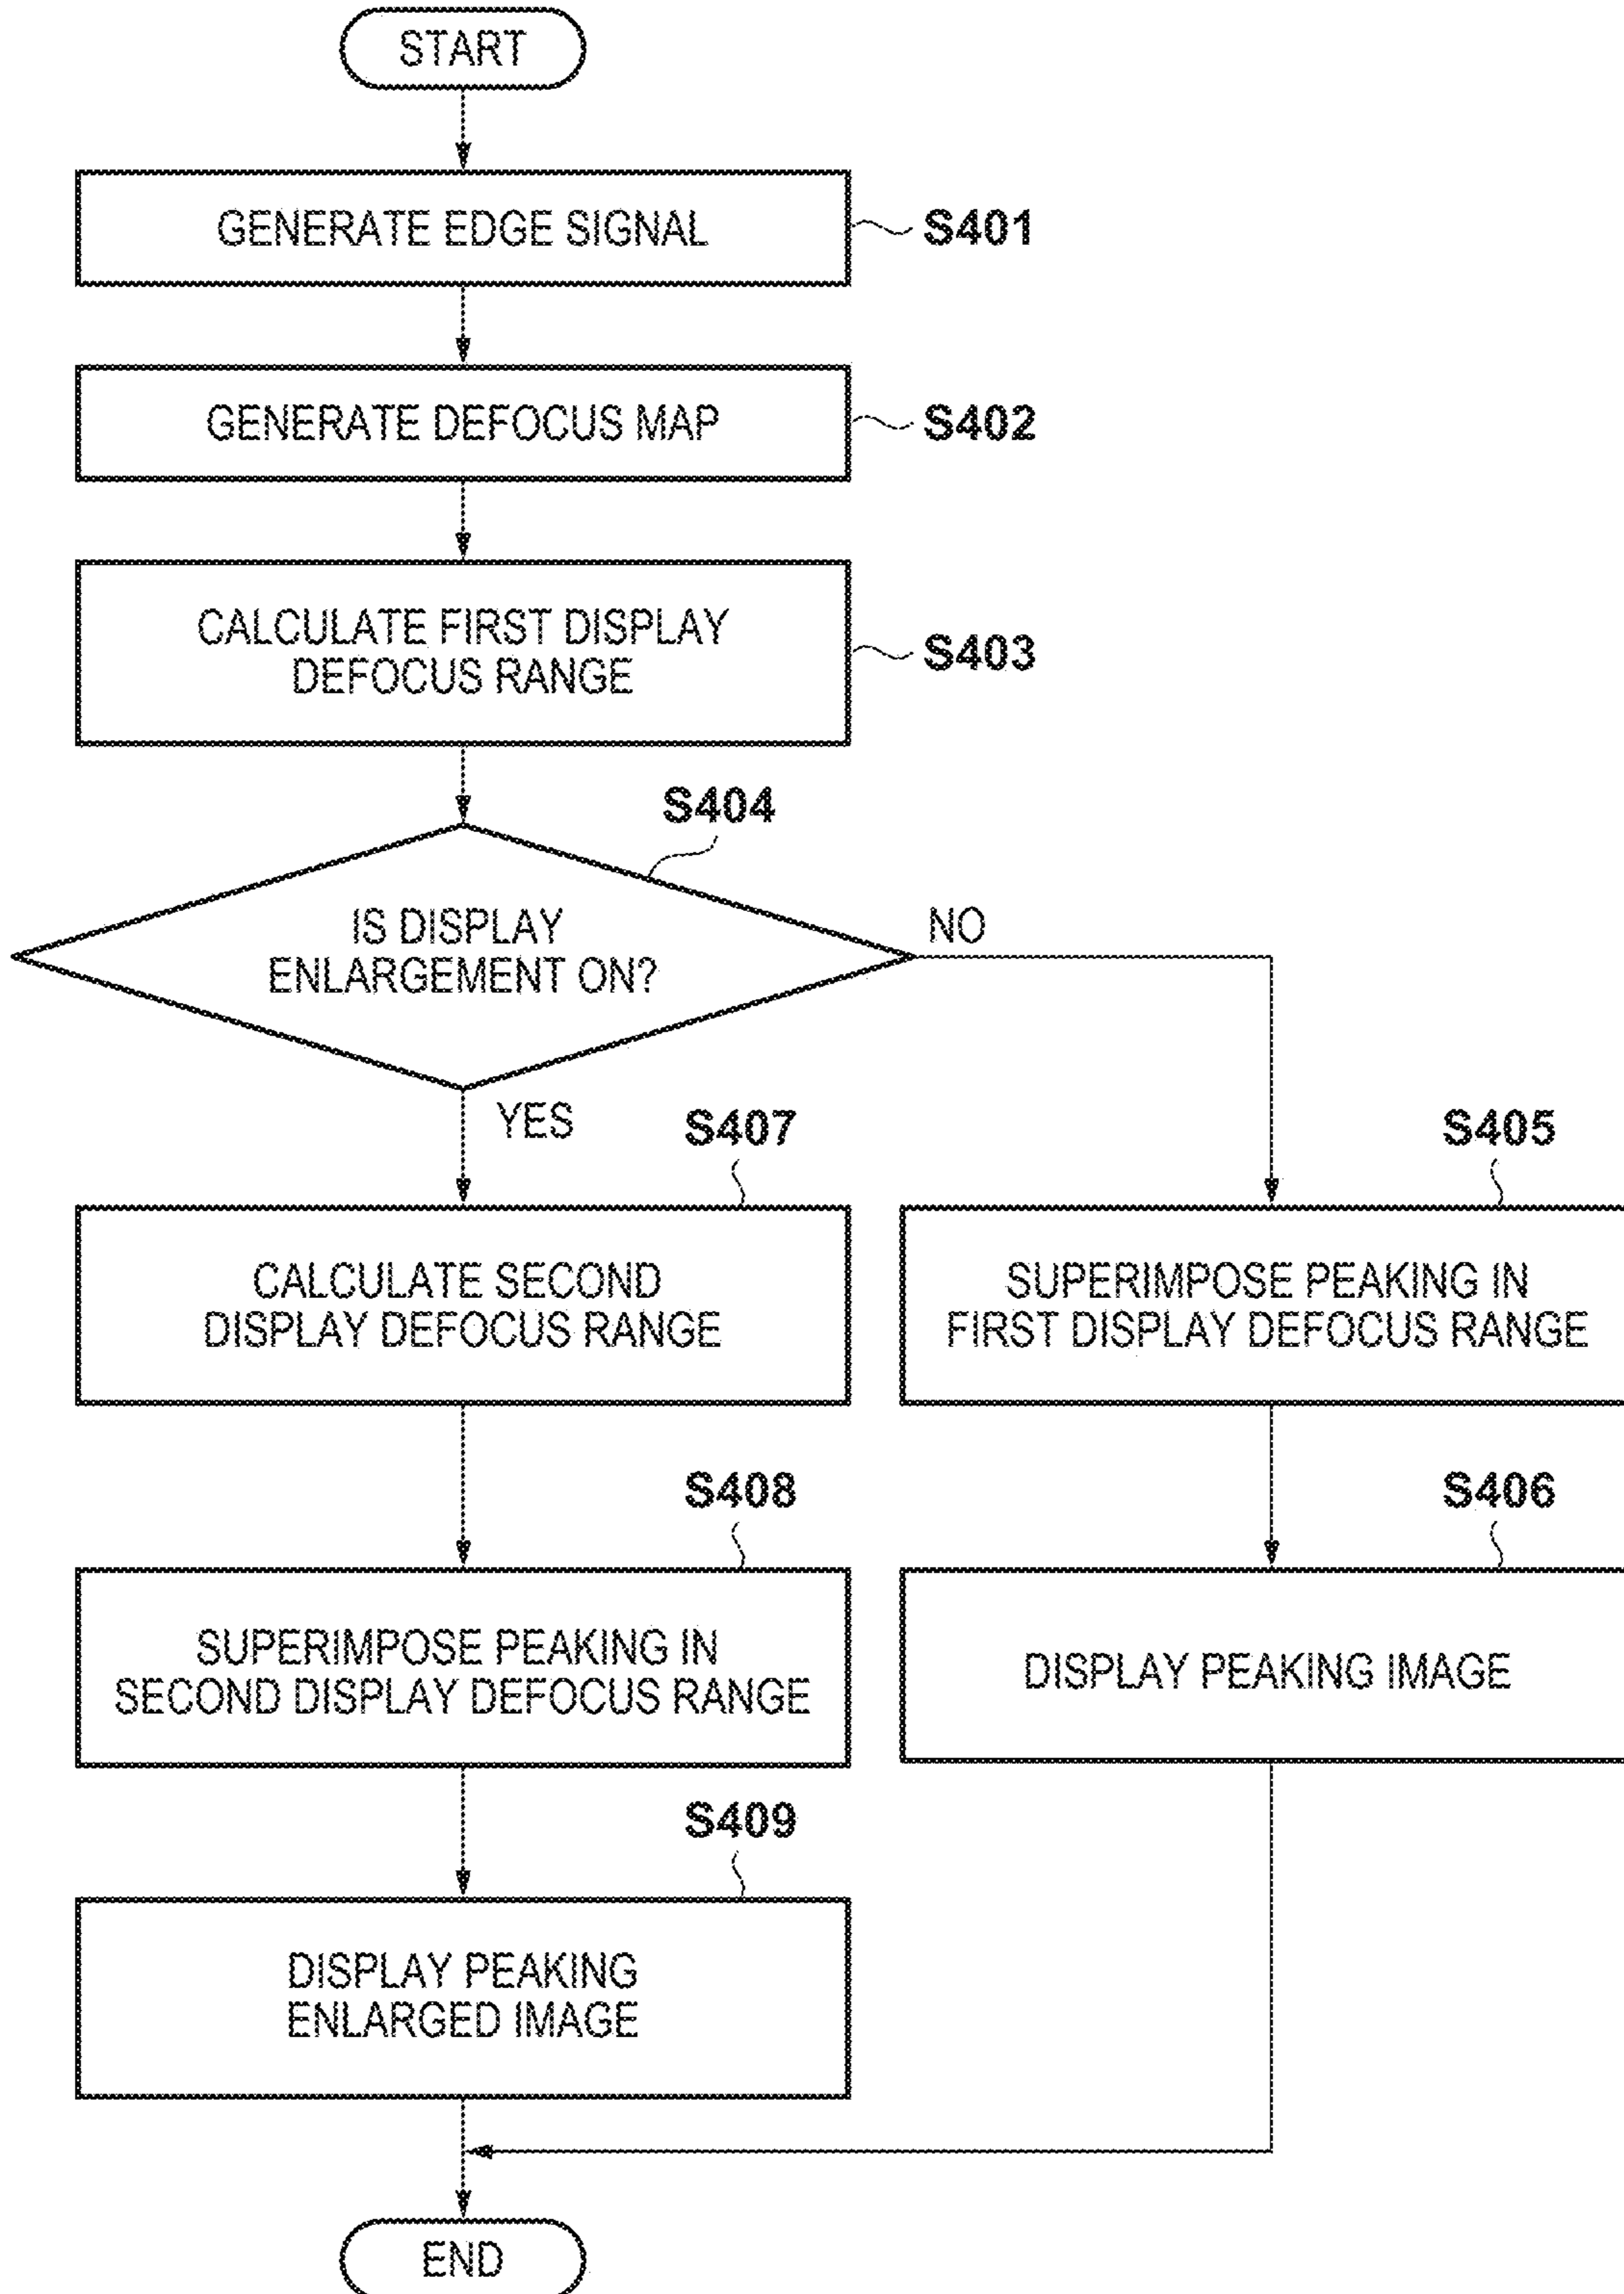 START
GENERATE EDGE SIGNAL
S401
GENERATE DEFOCUS MAP
S402
CALCULATE FIRST DISPLAY
DEFOCUS RANGE
S403
S404
IS DISPLAY
ENLARGEMENT ON?
NO
YES
S407
CALCULATE SECOND
DISPLAY DEFOCUS RANGE
S405
SUPERIMPOSE PEAKING IN
FIRST DISPLAY DEFOCUS RANGE
S408
SUPERIMPOSE PEAKING IN
SECOND DISPLAY DEFOCUS RANGE
S406
DISPLAY PEAKING IMAGE
S409
DISPLAY PEAKING
ENLARGED IMAGE
END